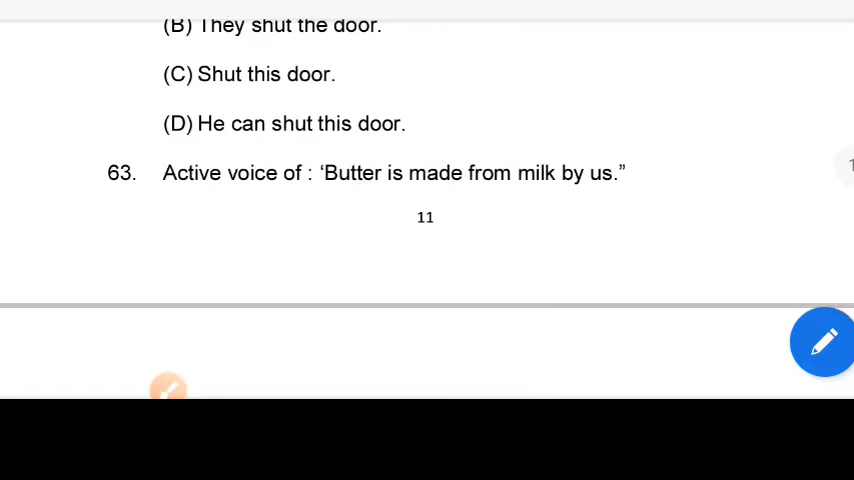 (B) They shut the door.
(C) Shut this door.
(D) He can shut this door.
63. Active voice of : ‘Butter is made from milk by us.”
11
1